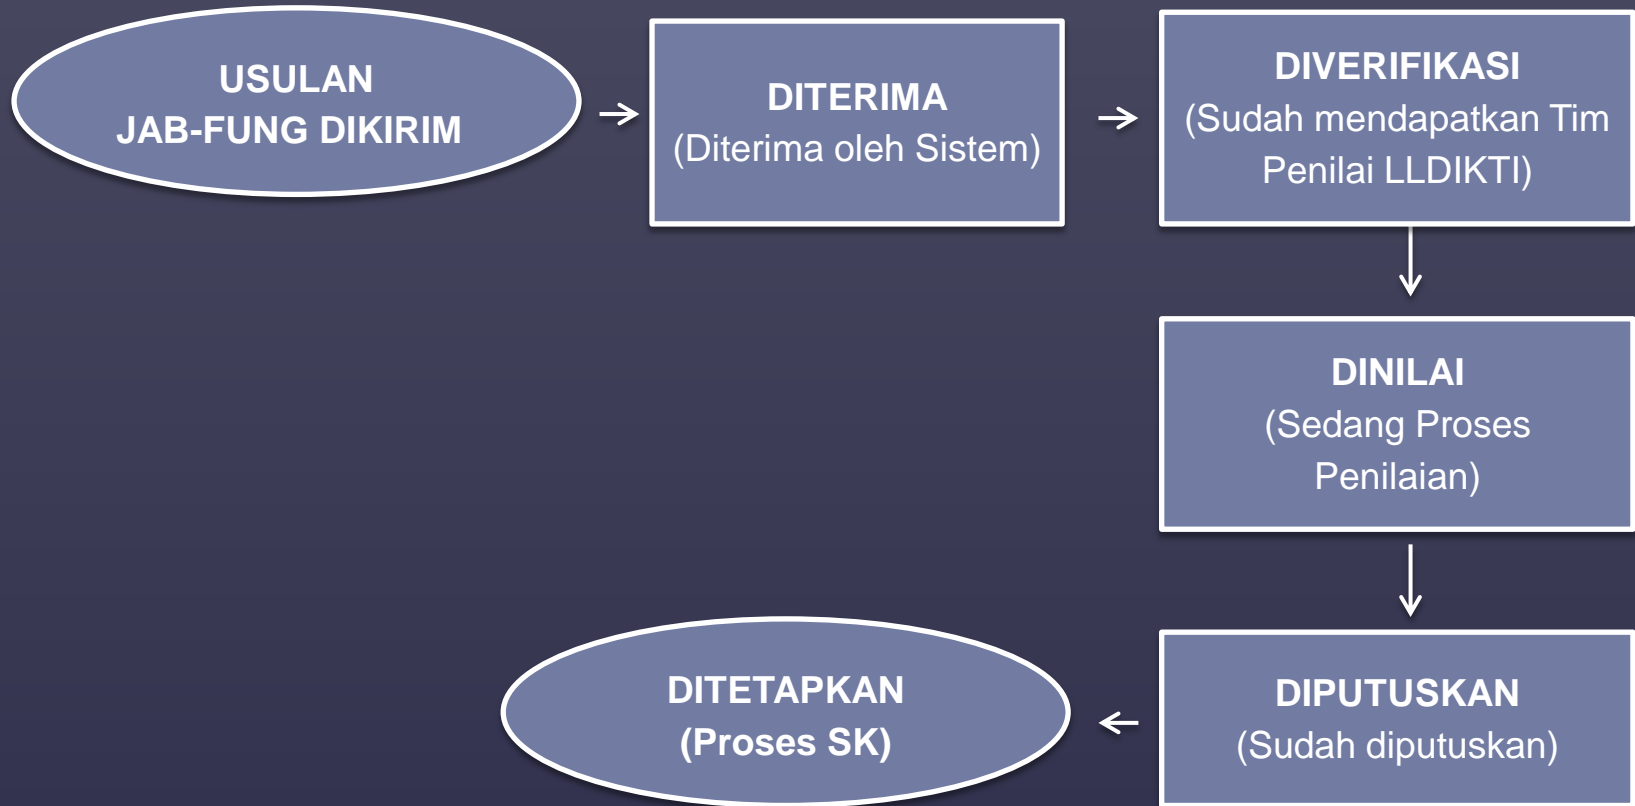 USULAN
JAB-FUNG DIKIRIM
DITERIMA
(Diterima oleh Sistem)
DIVERIFIKASI
(Sudah mendapatkan Tim
Penilai LLDIKTI)
DINILAI
(Sedang Proses
Penilaian)
DIPUTUSKAN
(Sudah diputuskan)
DITETAPKAN
(Proses SK)